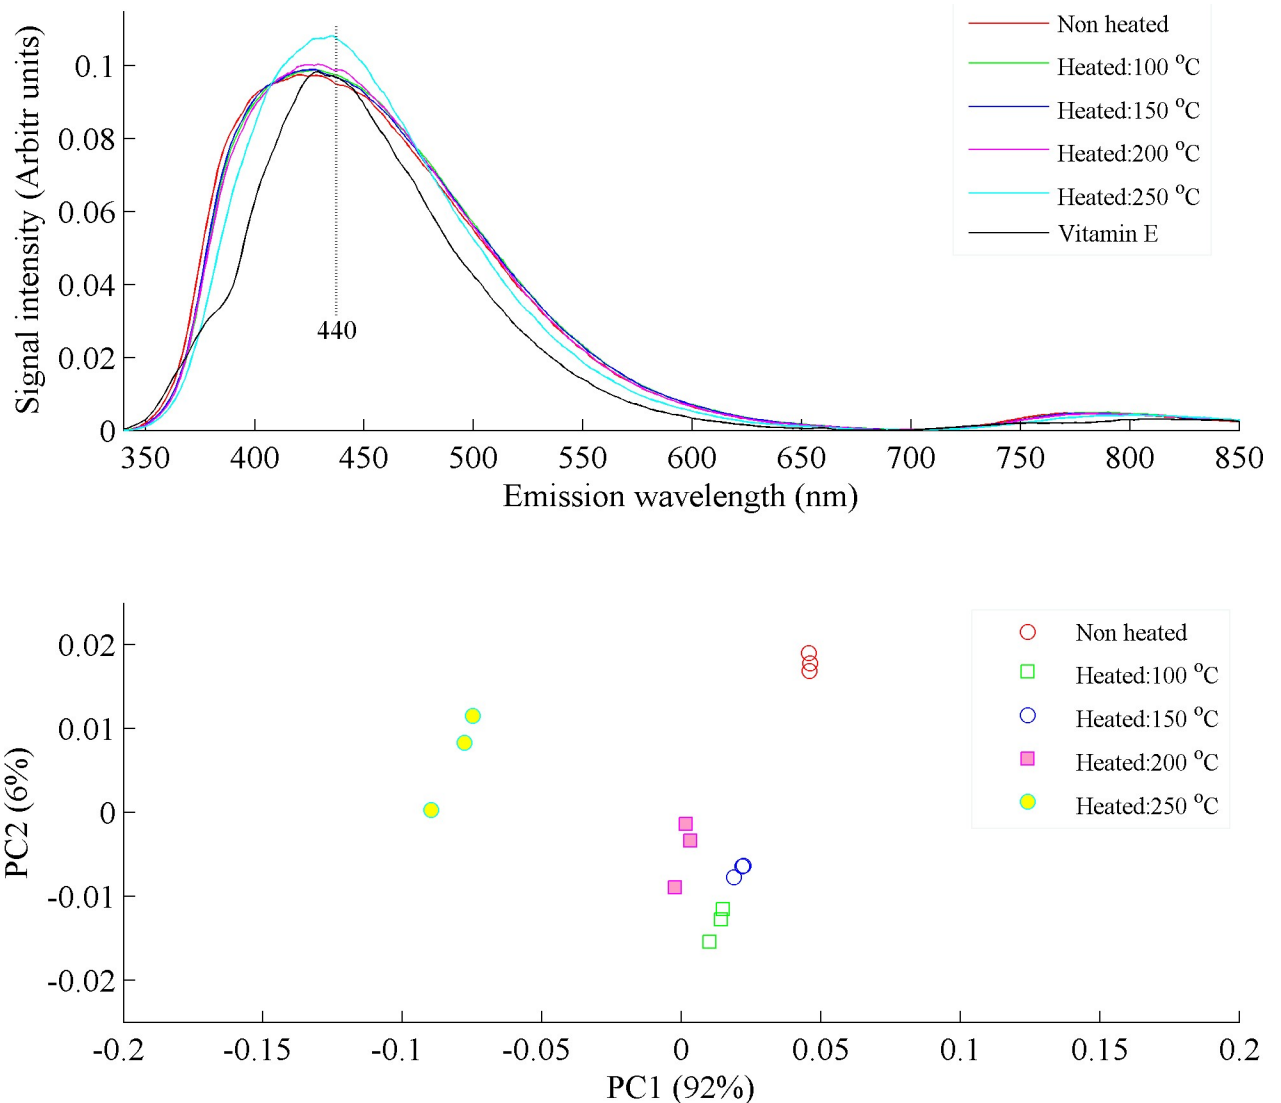 Signal intensity (Arbitr units)
0.1
0.08
0.06
0.04
0.02
0
Non heated
Heated:100 °C
Heated:150 °C
Heated:200 °C
Heated:250 °C
Vitamin E
440
350 400 450 500 550 600 650 700 750 800 850
Emission wavelength (nm)
PC2 (6%)
0.02
0.01
0
-0.01
-0.02
Non heated
Heated:100 °C
Heated:150 °C
Heated:200 °C
Heated:250 °C
-0.2 -0.15 -0.1 -0.05 0 0.05 0.1 0.15 0.2
PC1 (92%)